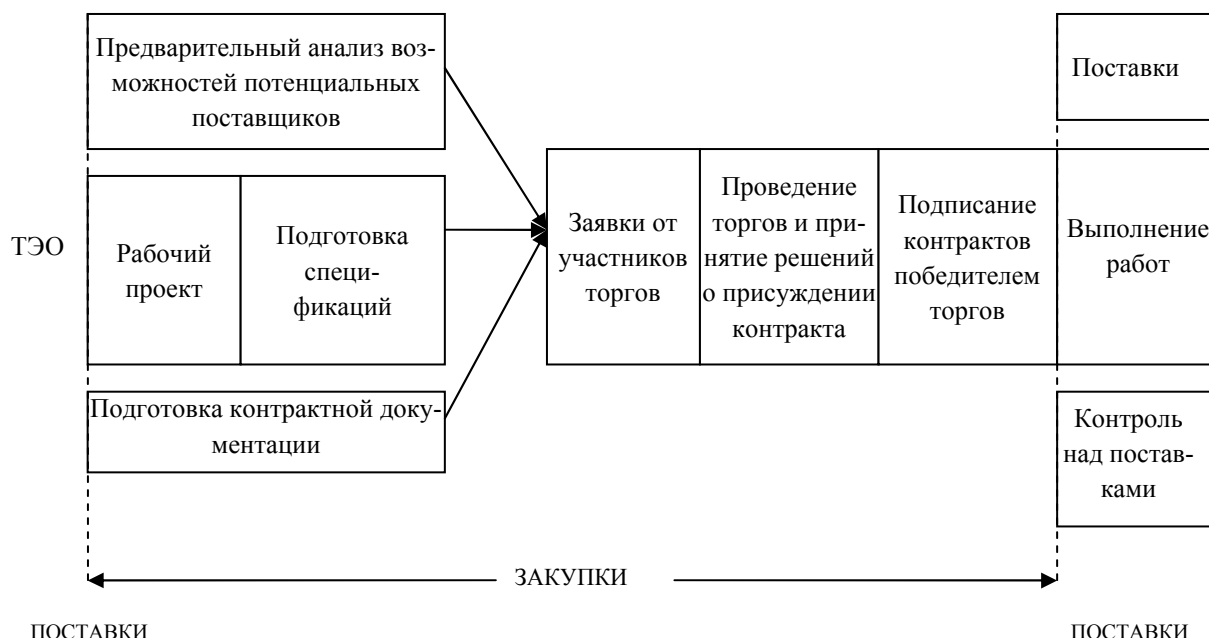 Предварительный анализ воз-
можностей потенциальных
поставщиков
Поставки
ТЭО
Рабочий
проект
Подготовка
специ-
фикаций
Заявки от
участников
торгов
Проведение
торгов и при-
нятие решений
о присуждении
контракта
Подписание
контрактов
победителем
торгов
Выполнение
работ
Подготовка контрактной доку-
ментации
Контроль
над постав-
ками
ЗАКУПКИ
ПОСТАВКИ
ПОСТАВКИ